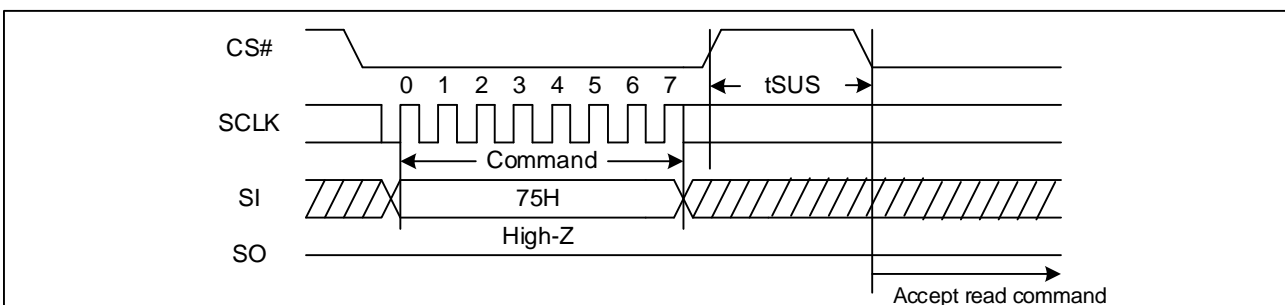 CS#
0 1 2 3 4 5 6 7
tSUS
SCLK
Command
SI
75H
High-Z
SO
Accept read command